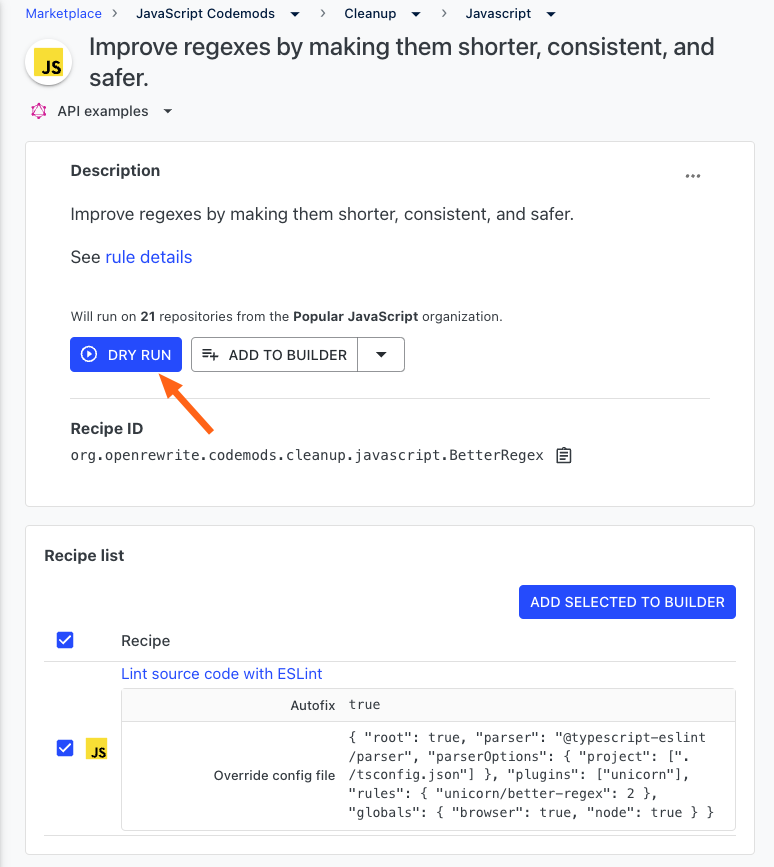 Marketplace > JavaScript Codemods > Cleanup > Javascript
JS
Improve regexes by making them shorter, consistent, and
safer.
API examples
Description
...
Improve regexes by making them shorter, consistent, and safer.
See rule details
Will run on 21 repositories from the Popular JavaScript organization.
DRY RUN
ADD TO BUILDER
Recipe ID
org.openrewrite.codemods.cleanup.javascript.BetterRegex
Recipe list
ADD SELECTED TO BUILDER
Recipe
Lint source code with ESLint
Autofix true
JS
Override config file
{ "root": true, "parser": "@typescript-eslint
/parser", "parserOptions": { "project": [".
/tsconfig.json"] }, "plugins": ["unicorn"],
"rules": { "unicorn/better-regex": 2 },
"globals": { "browser": true, "node": true } }